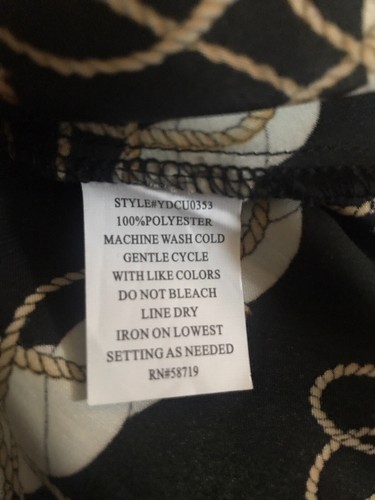 STYLE#YDCU0353
100%POLYESTER
MACHINE WASH COLD
GENTLE CYCLE
WITH LIKE COLORS
DO NOT BLEACH
LINE DRY
IRON ON LOWEST
SETTING AS NEEDED
RN#58719